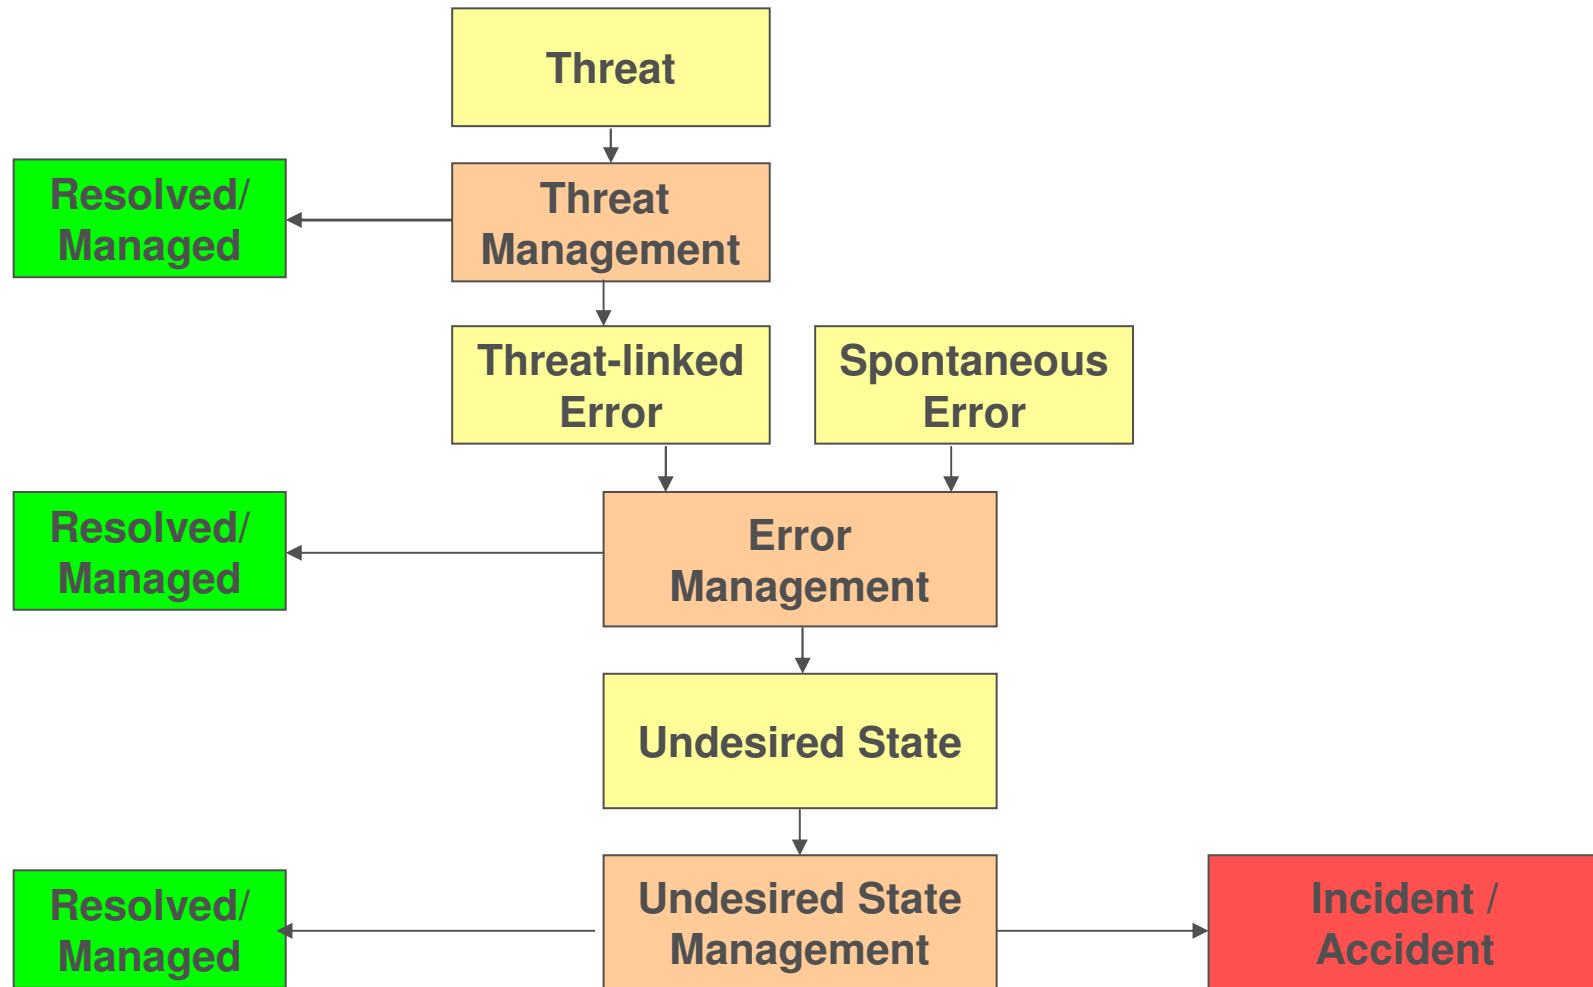 Threat
Resolved/
Managed
Threat
Management
Threat-linked
Error
Spontaneous
Error
Resolved/
Managed
Error
Management
Undesired State
Resolved/
Managed
Undesired State
Management
Incident /
Accident